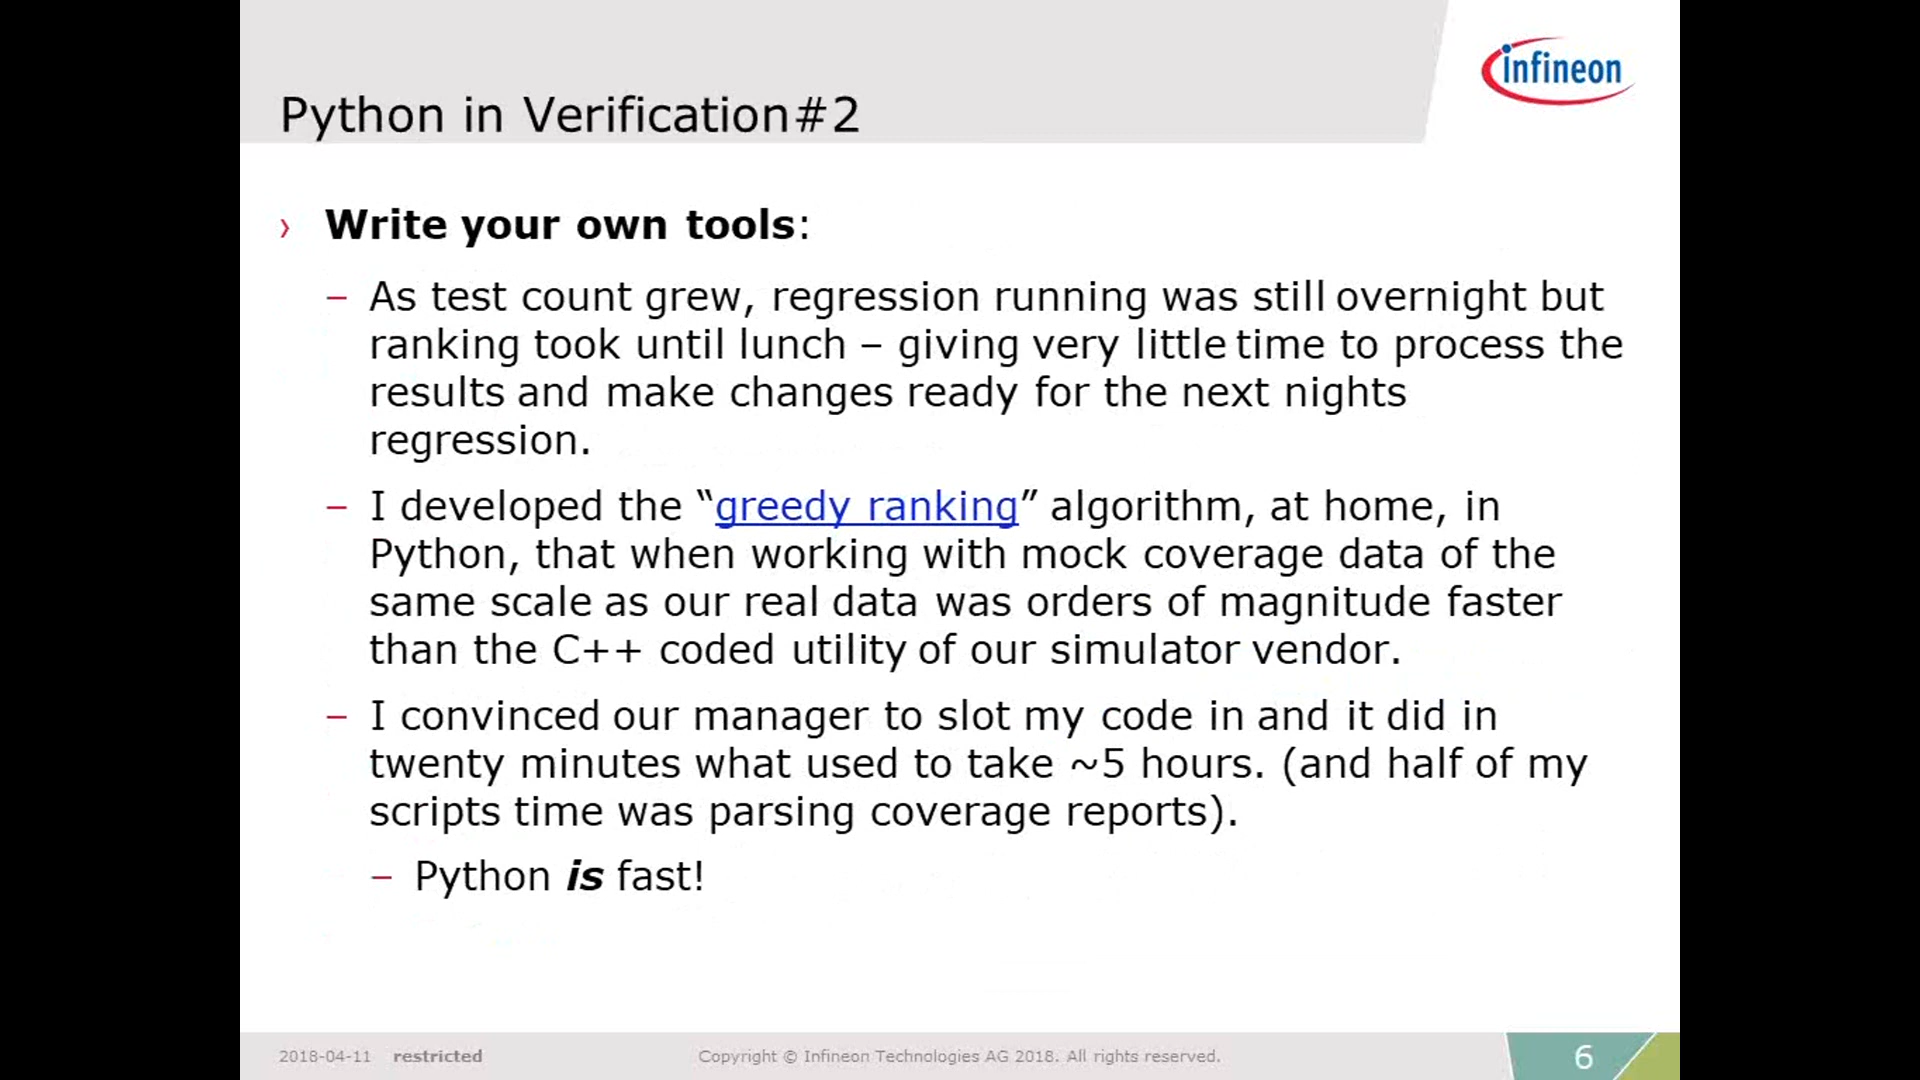 infineon
Python in Verification#2
› Write your own tools:
– As test count grew, regression running was still overnight but
ranking took until lunch – giving very little time to process the
results and make changes ready for the next nights
regression.
– I developed the “greedy ranking” algorithm, at home, in
Python, that when working with mock coverage data of the
same scale as our real data was orders of magnitude faster
than the C++ coded utility of our simulator vendor.
– I convinced our manager to slot my code in and it did in
twenty minutes what used to take ~5 hours. (and half of my
scripts time was parsing coverage reports).
– Python is fast!
2018-04-11 restricted Copyright © Infineon Technologies AG 2018. All rights reserved. 6